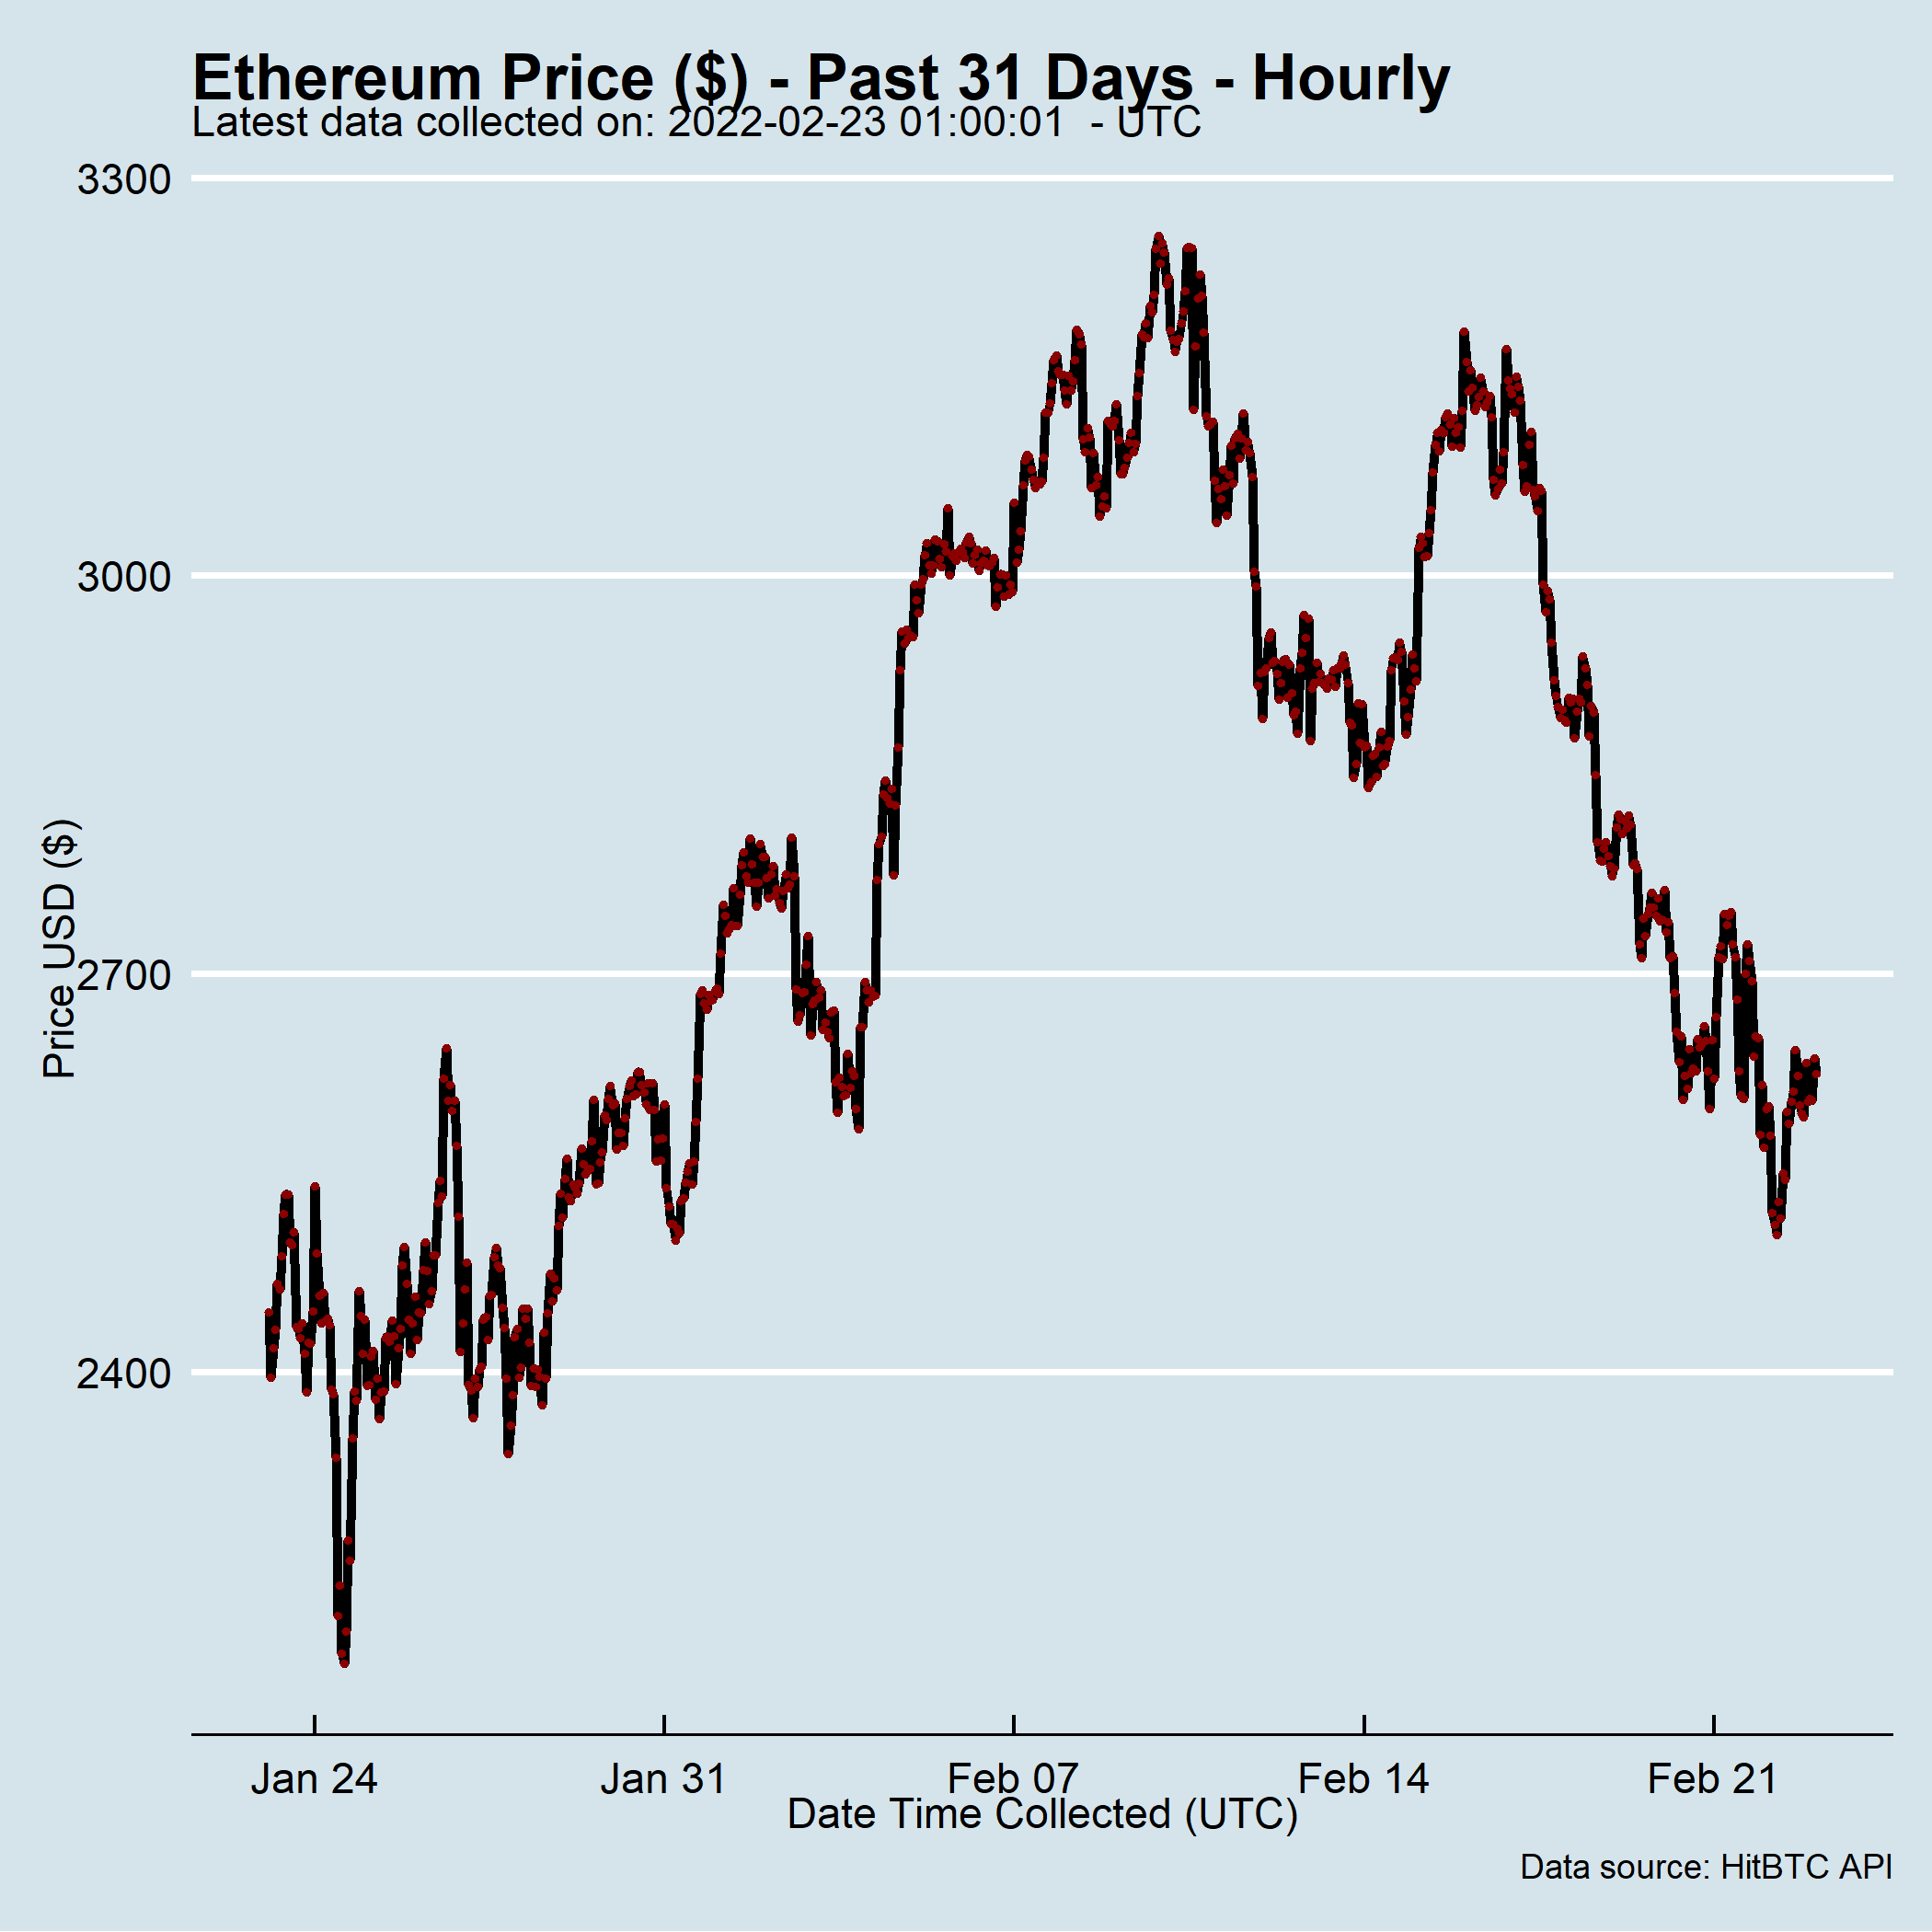 Ethereum Price ($) - Past 31 Days - Hourly
Latest data collected on: 2022-02-23 01:00:01  - UTC
Price USD ($)
3300
3000
2700
2400
Jan 24
Jan 31
Feb 07
Feb 14
Feb 21
Date Time Collected (UTC)
Data source: HitBTC API